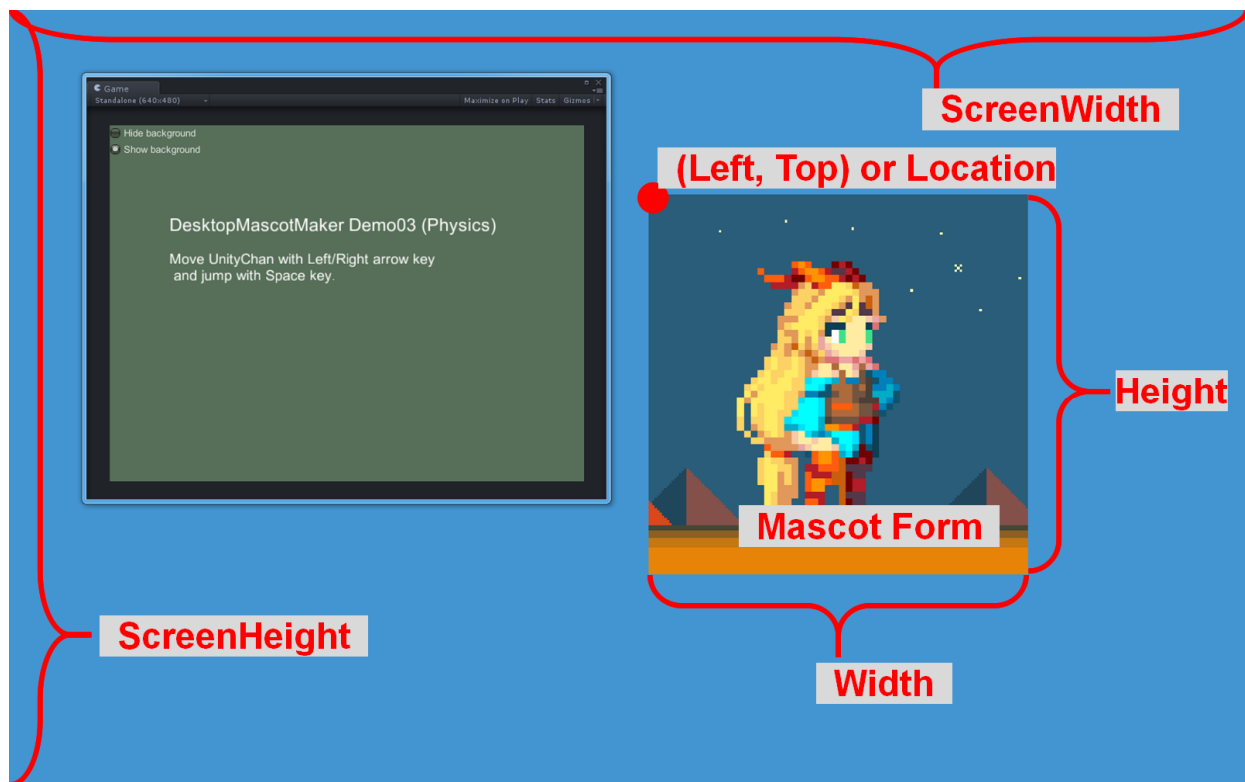 ScreenWidth
Game
Standalone (640x480)
Maximize on Play Stats Gizmos
Hide background
Show background
(Left, Top) or Location
DesktopMascotMaker Demo03 (Physics)
Move UnityChan with Left/Right arrow key
and jump with Space key.
Height
Mascot Form
ScreenHeight
Width